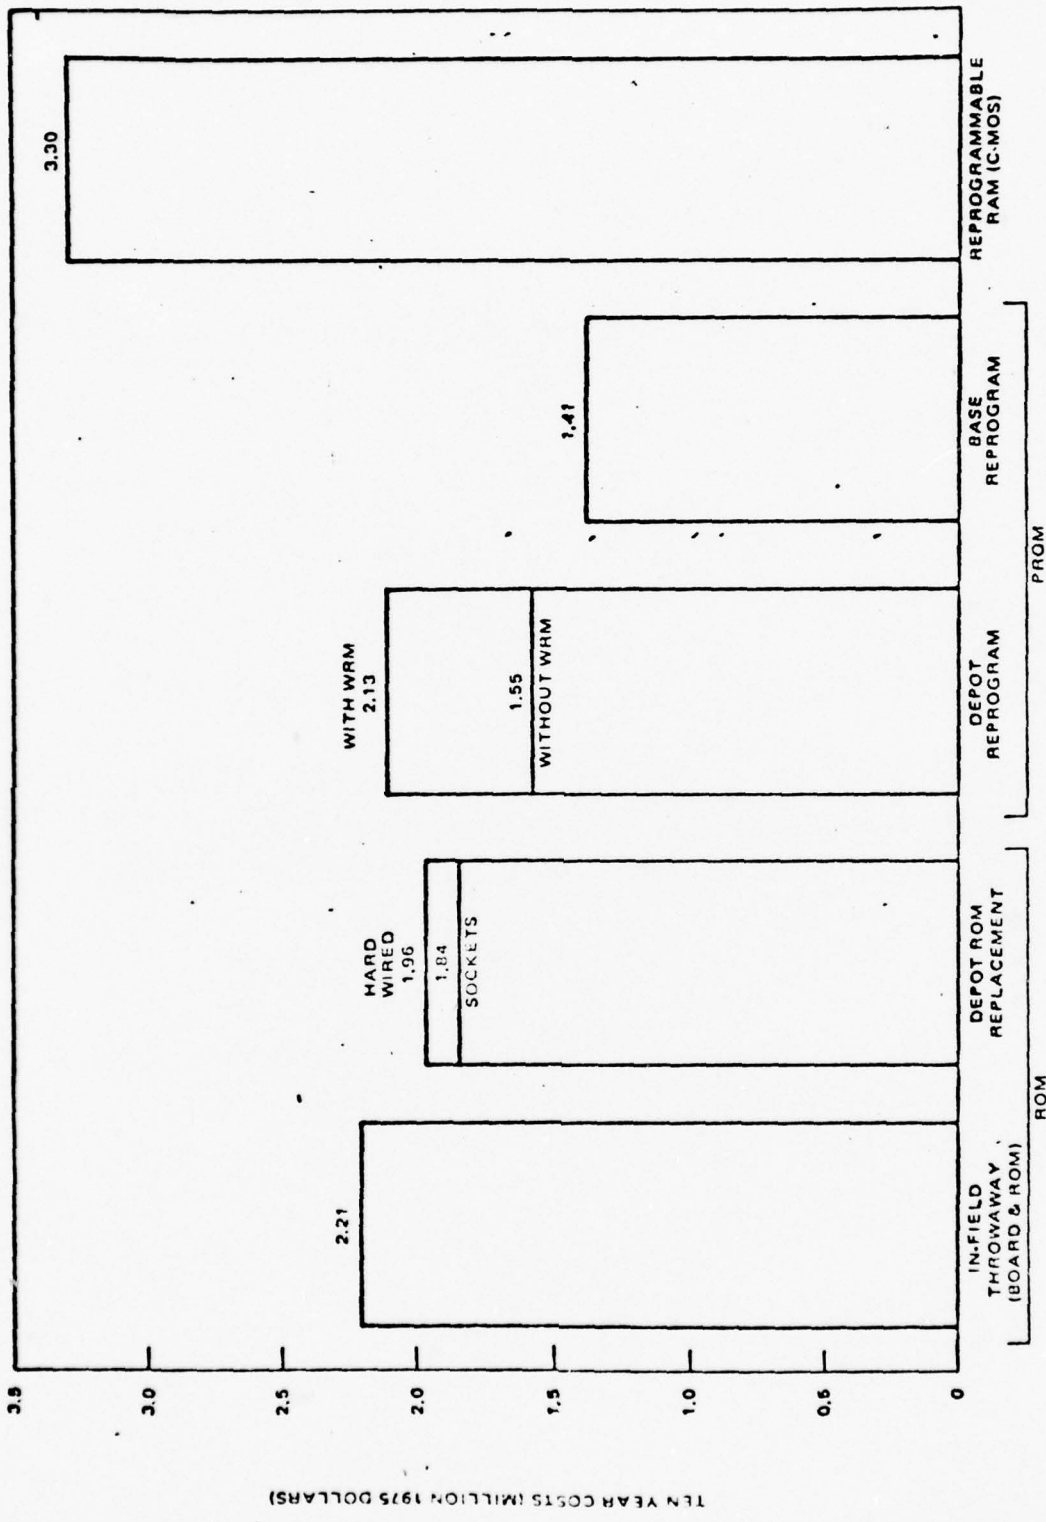 TEN YEAR COSTS (MILLION 1975 DOLLARS)
3.5
3.0
2.5
2.0
1.5
1.0
0.5
0
2.21
HARD
WIRED
1.96
1.84
SOCKETS
WITH WRM
2.13
1.55
WITHOUT WRM
1.41
3.30
IN-FIELD
THROWAWAY
(BOARD & ROM)
DEPOT ROM
REPLACEMENT
DEPOT
REPROGRAM
BASE
REPROGRAM
REPROGRAMMABLE
RAM (C-MOS)
ROM
PROM